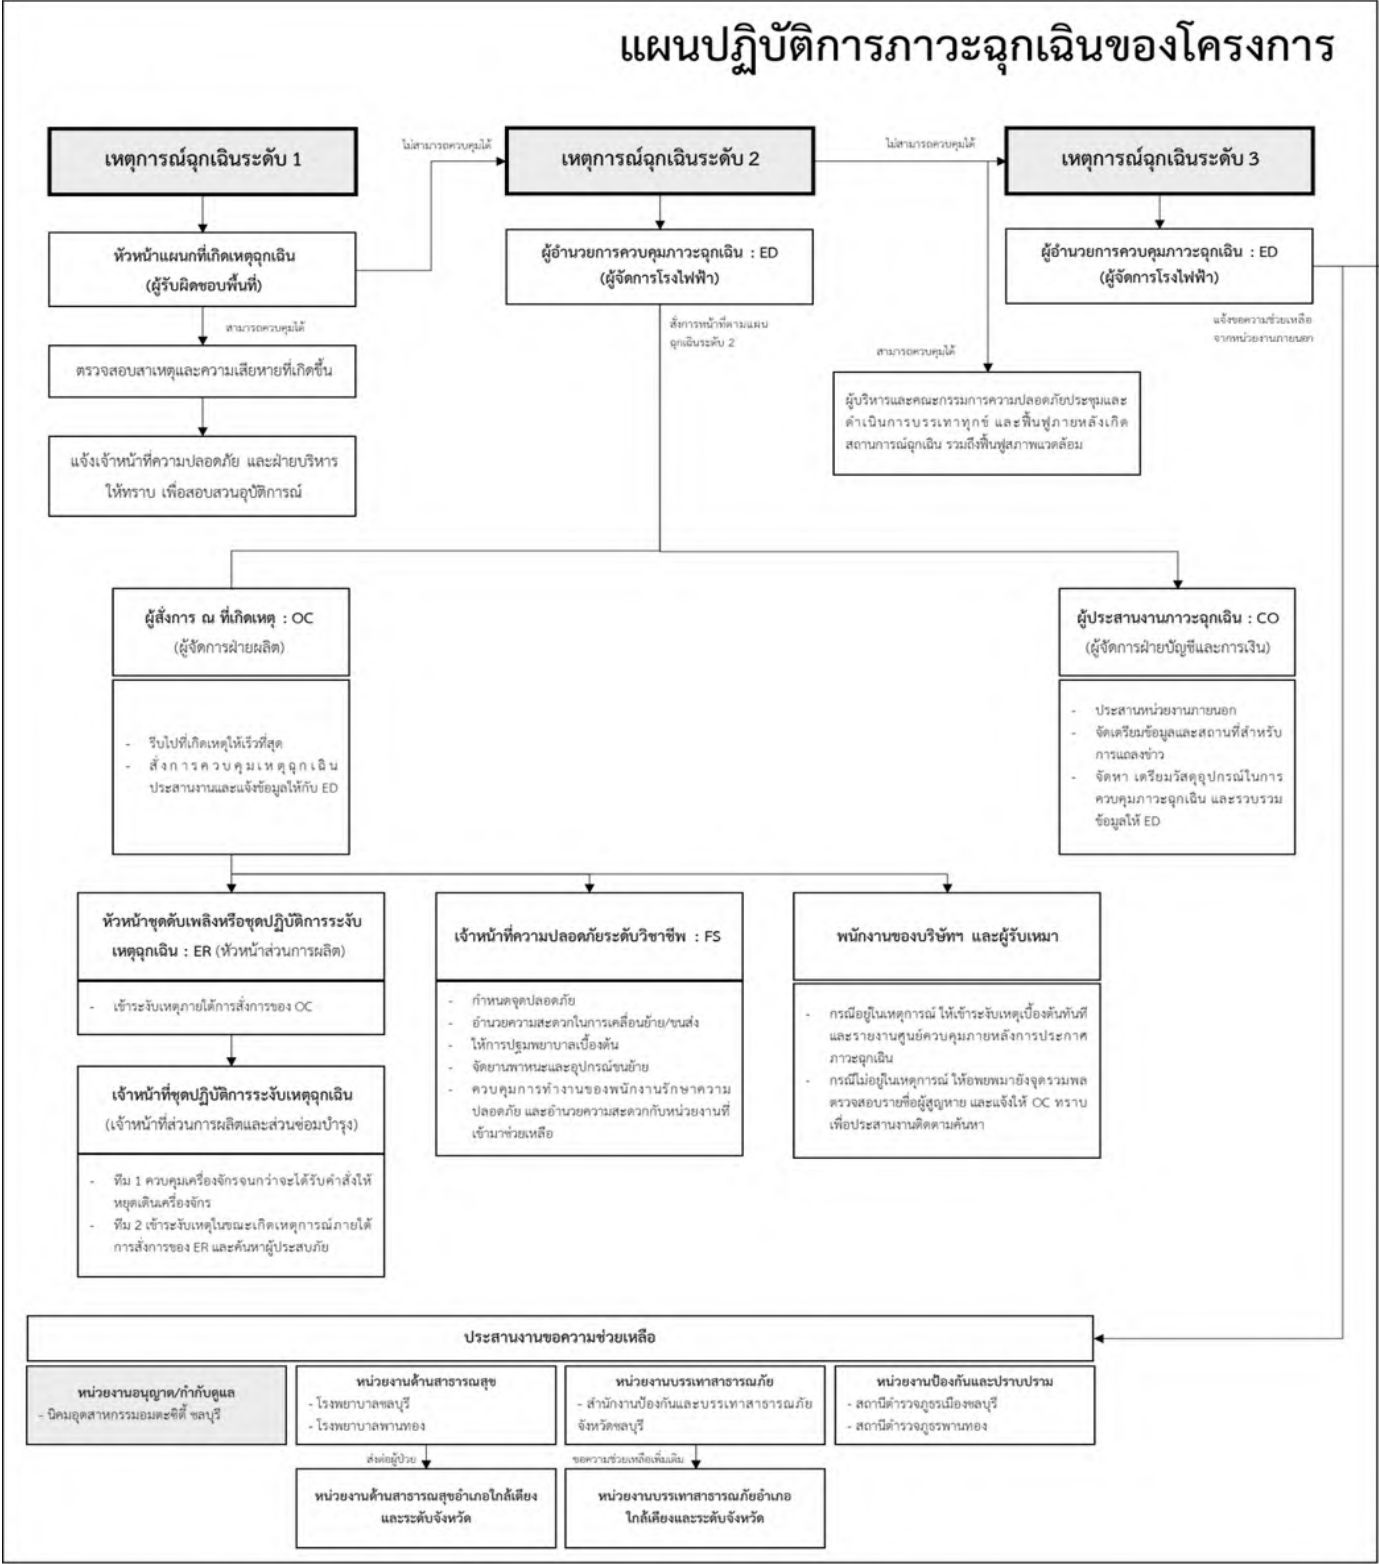 แผนปฏิบัติการภาวะฉุกเฉินของโครงการ
เหตุการณ์ฉุกเฉินระดับ 1
ไม่สามารถควบคุมได้
เหตุการณ์ฉุกเฉินระดับ 2
ไม่สามารถควบคุมได้
เหตุการณ์ฉุกเฉินระดับ 3
หัวหน้าแผนกที่เกิดเหตุฉุกเฉิน
(ผู้รับผิดชอบพื้นที่)
สามารถควบคุมได้
ตรวจสอบสาเหตุและความเสียหายที่เกิดขึ้น
แจ้งเจ้าหน้าที่ความปลอดภัย และฝ่ายบริหาร
ให้ทราบ เพื่อสอบสวนอุบัติการณ์
ผู้อำนวยการควบคุมภาวะฉุกเฉิน : ED
(ผู้จัดการโรงไฟฟ้า)
สั่งการหน้าที่ตามแผน
ฉุกเฉินระดับ 2
สามารถควบคุมได้
ผู้บริหารและคณะกรรมการความปลอดภัยประชุมและ
ดำเนินการบรรเทาทุกข์ และฟื้นฟูภายหลังเกิด
สถานการณ์ฉุกเฉิน รวมถึงฟื้นฟูสภาพแวดล้อม
ผู้อำนวยการควบคุมภาวะฉุกเฉิน : ED
(ผู้จัดการโรงไฟฟ้า)
แจ้งขอความช่วยเหลือ
จากหน่วยงานภายนอก
ผู้สั่งการ ณ ที่เกิดเหตุ : OC
(ผู้จัดการฝ่ายผลิต)
- รีบไปที่เกิดเหตุให้เร็วที่สุด
- สั่งการควบคุมเหตุฉุกเฉิน
ประสานงานและแจ้งข้อมูลให้กับ ED
ผู้ประสานงานภาวะฉุกเฉิน : CO
(ผู้จัดการฝ่ายบัญชีและการเงิน)
- ประสานหน่วยงานภายนอก
- จัดเตรียมข้อมูลและสถานที่สำหรับ
การแถลงข่าว
- จัดหา เตรียมวัสดุอุปกรณ์ในการ
ควบคุมภาวะฉุกเฉิน และรวบรวม
ข้อมูลให้ ED
หัวหน้าชุดดับเพลิงหรือชุดปฏิบัติการระงับ
เหตุฉุกเฉิน : ER (หัวหน้าส่วนการผลิต)
- เข้าระงับเหตุภายใต้การสั่งการของ OC
เจ้าหน้าที่ชุดปฏิบัติการระงับเหตุฉุกเฉิน
(เจ้าหน้าที่ส่วนการผลิตและส่วนซ่อมบำรุง)
- ทีม 1 ควบคุมเครื่องจักรจนกว่าจะได้รับคำสั่งให้
หยุดเดินเครื่องจักร
- ทีม 2 เข้าระงับเหตุในขณะเกิดเหตุการณ์ภายใต้
การสั่งการของ ER และค้นหาผู้ประสบภัย
เจ้าหน้าที่ความปลอดภัยระดับวิชาชีพ : FS
- กำหนดจุดปลอดภัย
- อำนวยความสะดวกในการเคลื่อนย้าย/ขนส่ง
- ให้การปฐมพยาบาลเบื้องต้น
- จัดยานพาหนะและอุปกรณ์ขนย้าย
- ควบคุมการทำงานของพนักงานรักษาความ
ปลอดภัย และอำนวยความสะดวกกับหน่วยงานที่
เข้ามาช่วยเหลือ
พนักงานของบริษัทฯ และผู้รับเหมา
- กรณีอยู่ในเหตุการณ์ ให้เข้าระงับเหตุเบื้องต้นทันที
และรายงานศูนย์ควบคุมภายหลังการประกาศ
ภาวะฉุกเฉิน
- กรณีไม่อยู่ในเหตุการณ์ ให้อพยพมายังจุดรวมพล
ตรวจสอบรายชื่อผู้สูญหาย และแจ้งให้ OC ทราบ
เพื่อประสานงานติดตามค้นหา
ประสานงานขอความช่วยเหลือ
หน่วยงานอนุญาต/กำกับดูแล
- นิคมอุตสาหกรรมอมตะซิตี้ ชลบุรี
หน่วยงานด้านสาธารณสุข
- โรงพยาบาลชลบุรี
- โรงพยาบาลพานทอง
หน่วยงานบรรเทาสาธารณภัย
- สำนักงานป้องกันและบรรเทาสาธารณภัย
จังหวัดชลบุรี
หน่วยงานป้องกันและปราบปราม
- สถานีตำรวจภูธรเมืองชลบุรี
- สถานีตำรวจภูธรพานทอง
ส่งต่อผู้ป่วย
ขอความช่วยเหลือเพิ่มเติม
หน่วยงานด้านสาธารณสุขอำเภอใกล้เคียง
และระดับจังหวัด
หน่วยงานบรรเทาสาธารณภัยอำเภอ
ใกล้เคียงและระดับจังหวัด